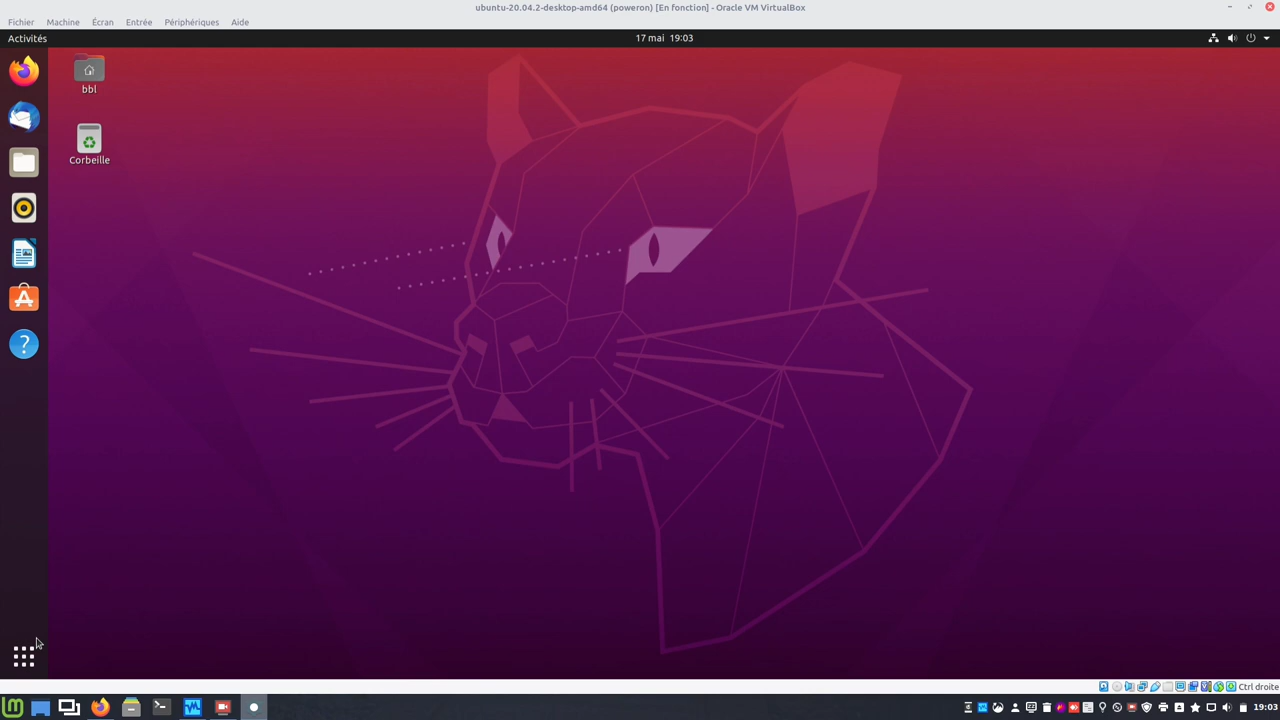 ubuntu-20.04.2-desktop-amd64 (poweron) [En fonction] - Oracle VM VirtualBox
Fichier Machine Écran Entrée Périphériques Aide
Activités 17 mai 19:03
bbl
Corbeille
Ctrl droite
19:03